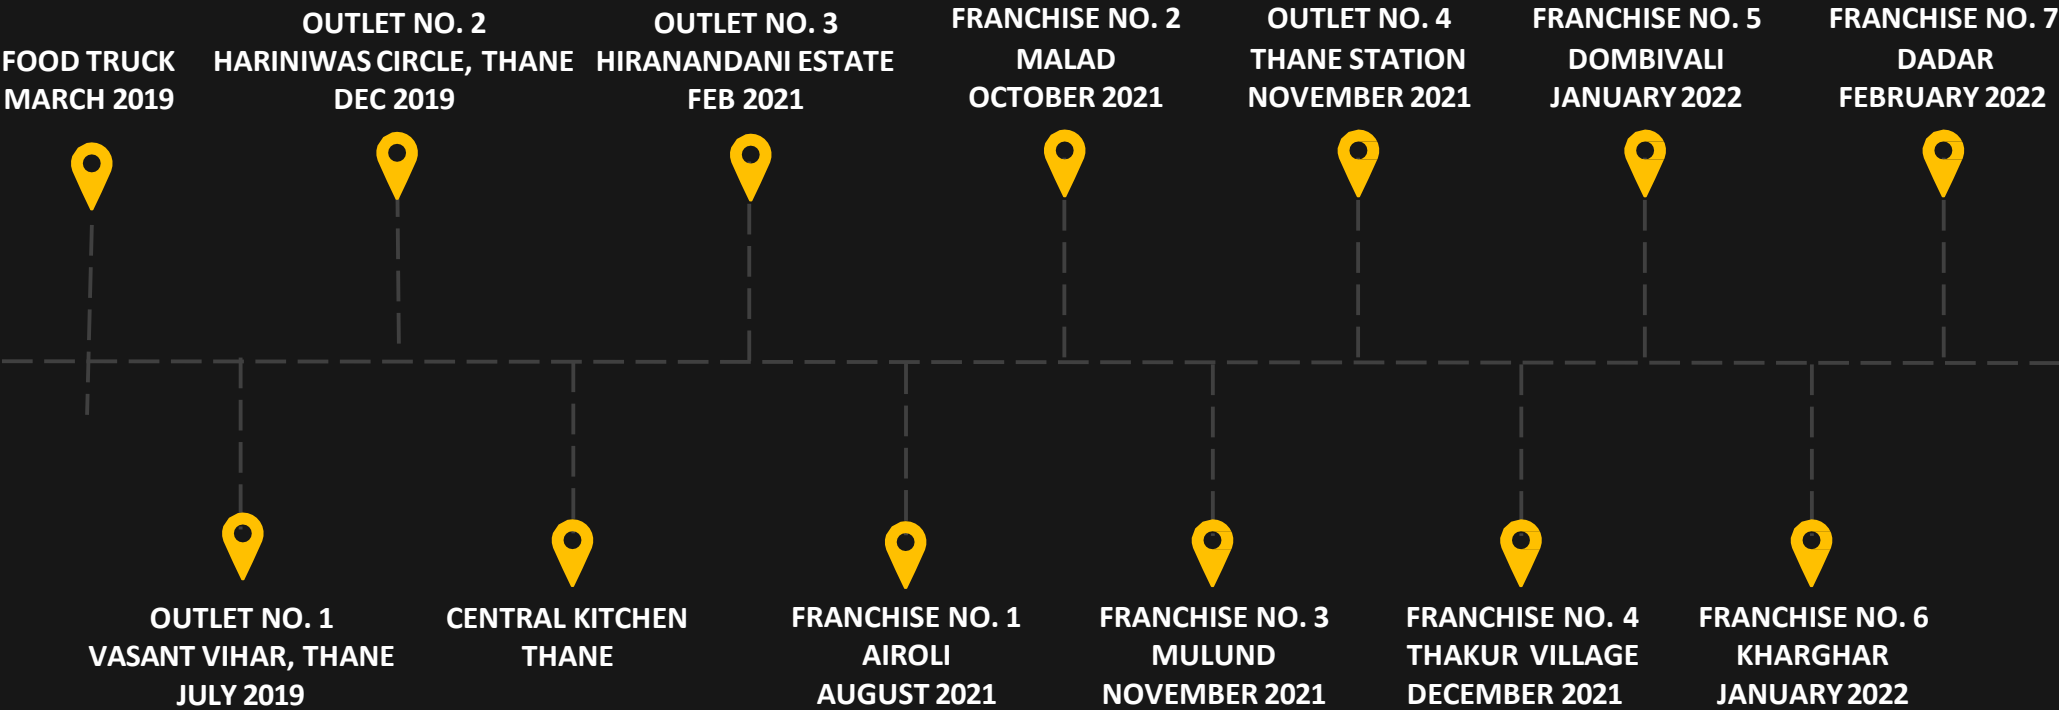 FOOD TRUCK
MARCH 2019
OUTLET NO. 2
HARINIWAS CIRCLE, THANE
DEC 2019
OUTLET NO. 3
HIRANANDANI ESTATE
FEB 2021
FRANCHISE NO. 2
MALAD
OCTOBER 2021
OUTLET NO. 4
THANE STATION
NOVEMBER 2021
FRANCHISE NO. 5
DOMBIVALI
JANUARY 2022
FRANCHISE NO. 7
DADAR
FEBRUARY 2022
OUTLET NO. 1
VASANT VIHAR, THANE
JULY 2019
CENTRAL KITCHEN
THANE
FRANCHISE NO. 1
AIROLI
AUGUST 2021
FRANCHISE NO. 3
MULUND
NOVEMBER 2021
FRANCHISE NO. 4
THAKUR VILLAGE
DECEMBER 2021
FRANCHISE NO. 6
KHARGHAR
JANUARY 2022